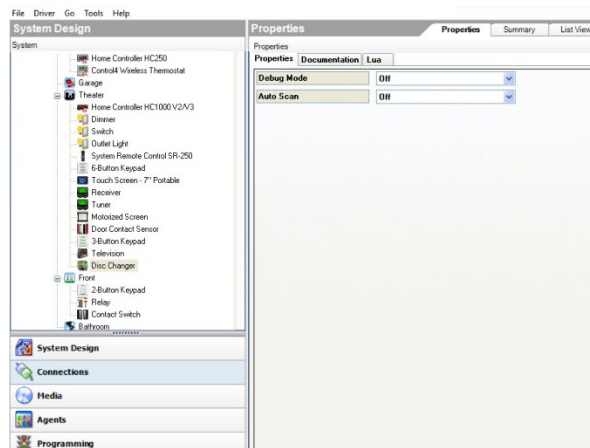 File Driver Go Tools Help
System Design
System
Home Controller HC250
Control4 Wireless Thermostat
Garage
Theater
Home Controller HC1000 V2/V3
Dimmer
Switch
Outlet Light
System Remote Control SR-250
6-Button Keypad
Touch Screen - 7" Portable
Receiver
Tuner
Motorized Screen
Door Contact Sensor
3-Button Keypad
Television
Disc Changer
Front
2-Button Keypad
Relay
Contact Switch
Bathroom
System Design
Connections
Media
Agents
Programming
Properties Properties Summary List View
Properties
Properties Documentation Lua
Debug Mode Off
Auto Scan Off